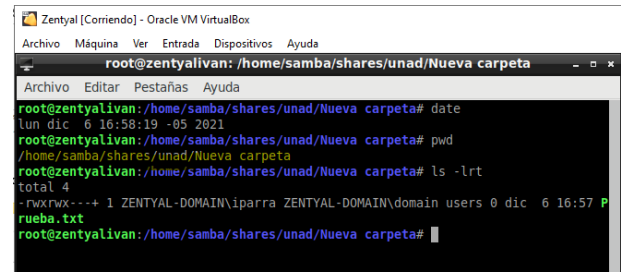 Zentyal [Corriendo] - Oracle VM VirtualBox
Archivo Máquina Ver Entrada Dispositivos Ayuda
root@zentyalivan: /home/samba/shares/unad/Nueva carpeta
Archivo Editar Pestañas Ayuda
root@zentyalivan:/home/samba/shares/unad/Nueva carpeta# date
lun dic  6 16:58:19 -05 2021
root@zentyalivan:/home/samba/shares/unad/Nueva carpeta# pwd
/home/samba/shares/unad/Nueva carpeta
root@zentyalivan:/home/samba/shares/unad/Nueva carpeta# ls -lrt
total 4
-rwxrwx---+ 1 ZENTYAL-DOMAIN\iparra ZENTYAL-DOMAIN\domain users 0 dic  6 16:57 P
rueba.txt
root@zentyalivan:/home/samba/shares/unad/Nueva carpeta#